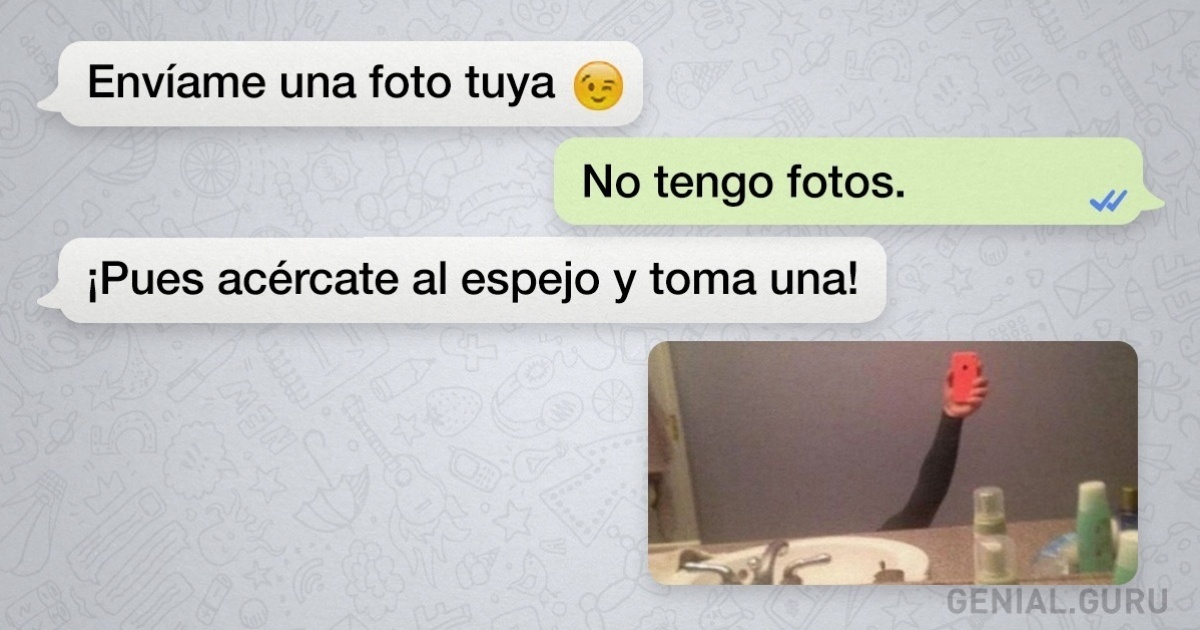 Envíame una foto tuya 😉
No tengo fotos.
¡Pues acércate al espejo y toma una!
GENIAL.GURU